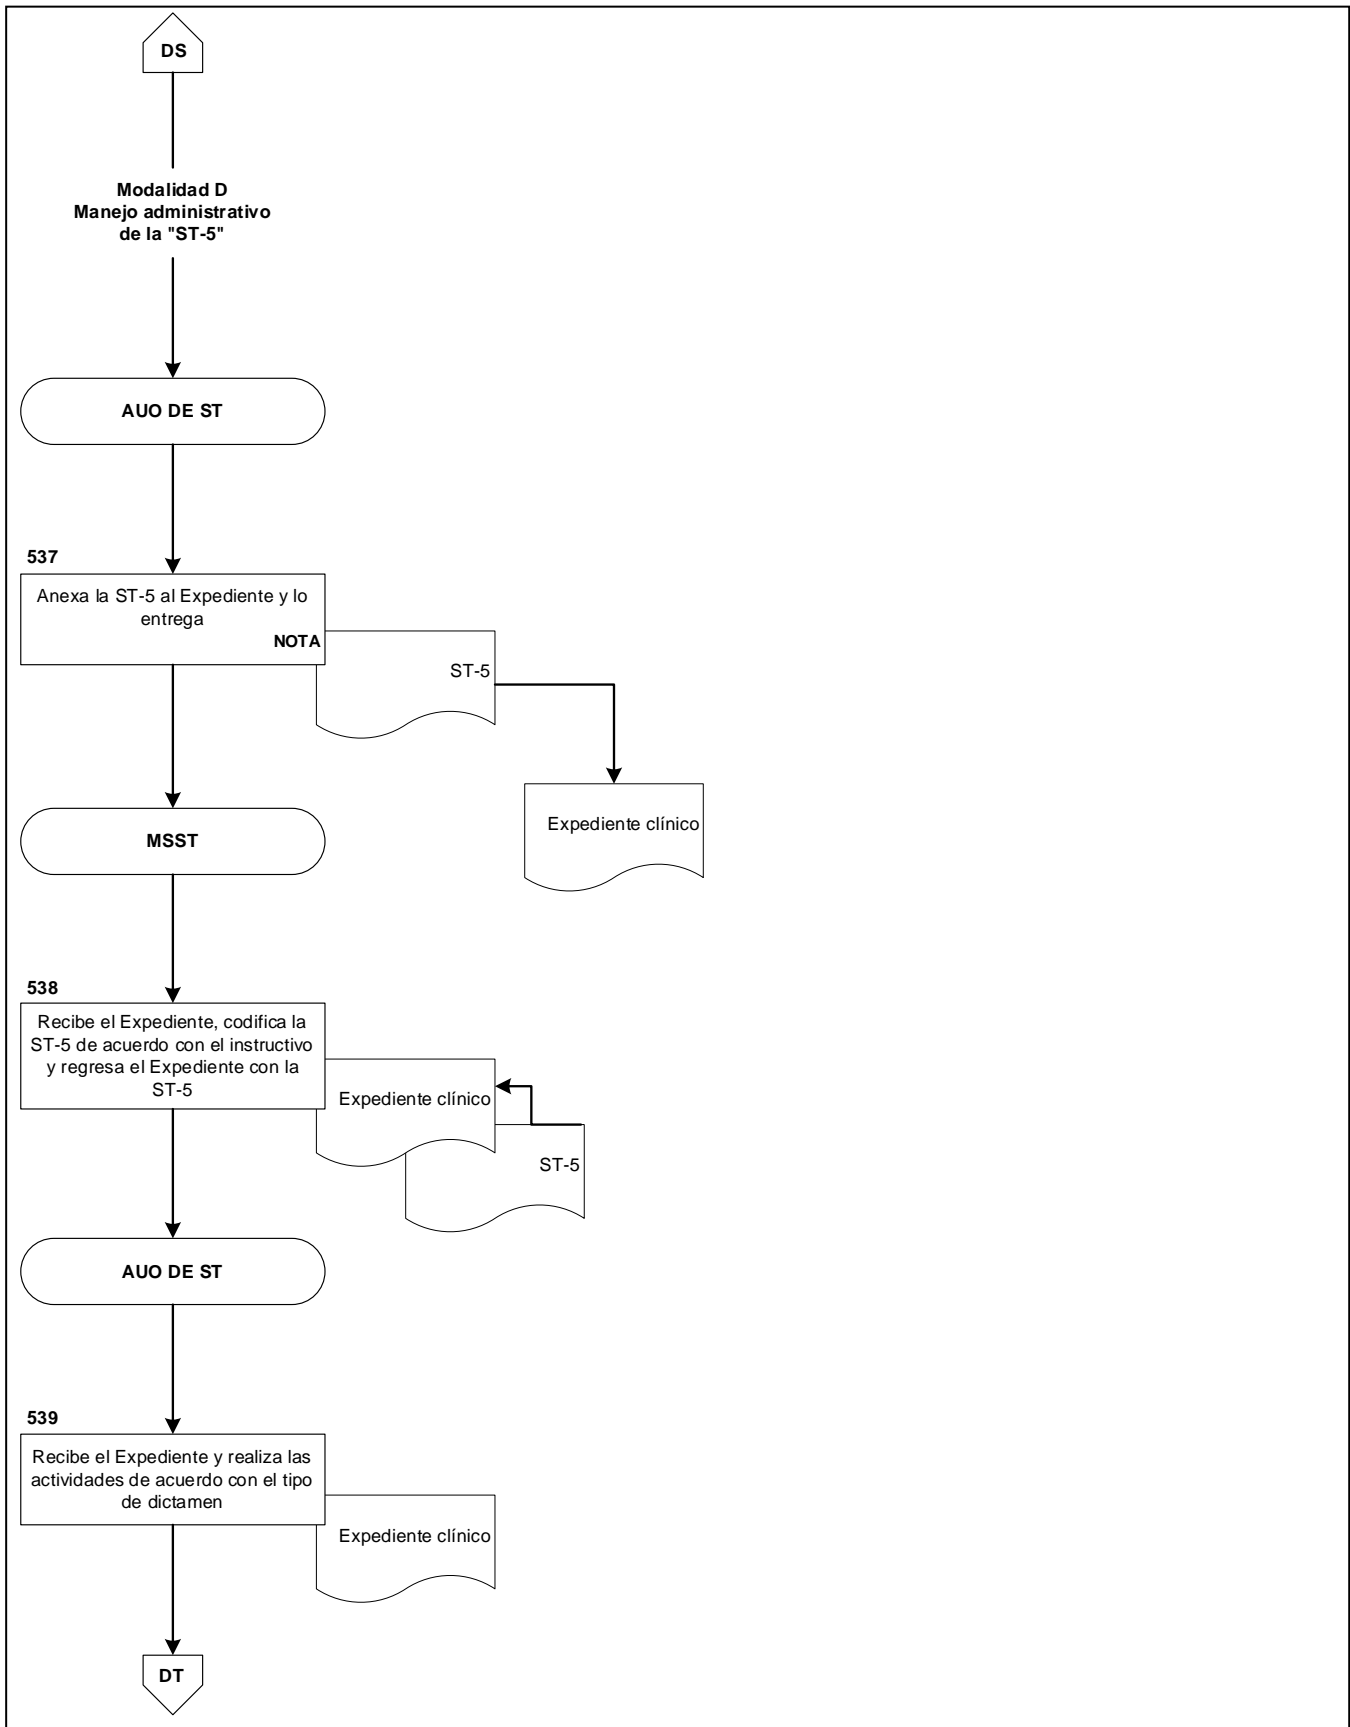 DS
Modalidad D
Manejo administrativo
de la "ST-5"
AUO DE ST
537
Anexa la ST-5 al Expediente y lo
entrega
NOTA
ST-5
Expediente clínico
MSST
538
Recibe el Expediente, codifica la
ST-5 de acuerdo con el instructivo
y regresa el Expediente con la
ST-5
Expediente clínico
ST-5
AUO DE ST
539
Recibe el Expediente y realiza las
actividades de acuerdo con el tipo
de dictamen
Expediente clínico
DT